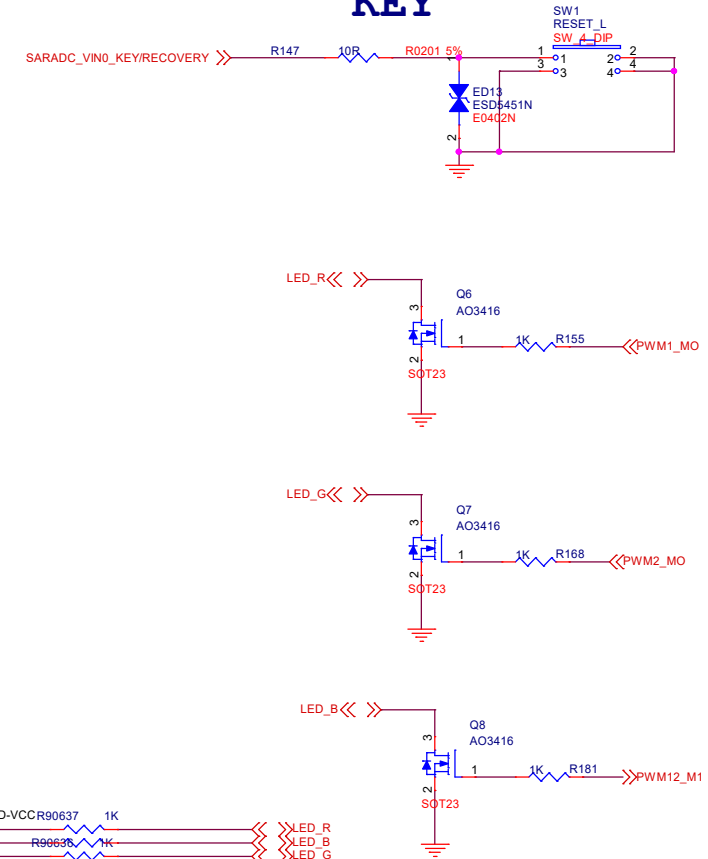 KEY
SW1
RESET_L
SW_4_DIP
SARADC_VIN0_KEY/RECOVERY R147 10R R0201 5% 1 1 2 2
3 3 4 4
1
ED13
ESD5451N
E0402N
2
LED_R
3 Q6
AO3416
1 1K R155 PWM1_MO
2
SOT23
LED_G
3 Q7
AO3416
1 1K R168 PWM2_MO
2
SOT23
LED_B
3 Q8
AO3416
1 1K R181 PWM12_M1
2
SOT23
D-VCC R90637 1K LED_R
1K LED_B
LED_G